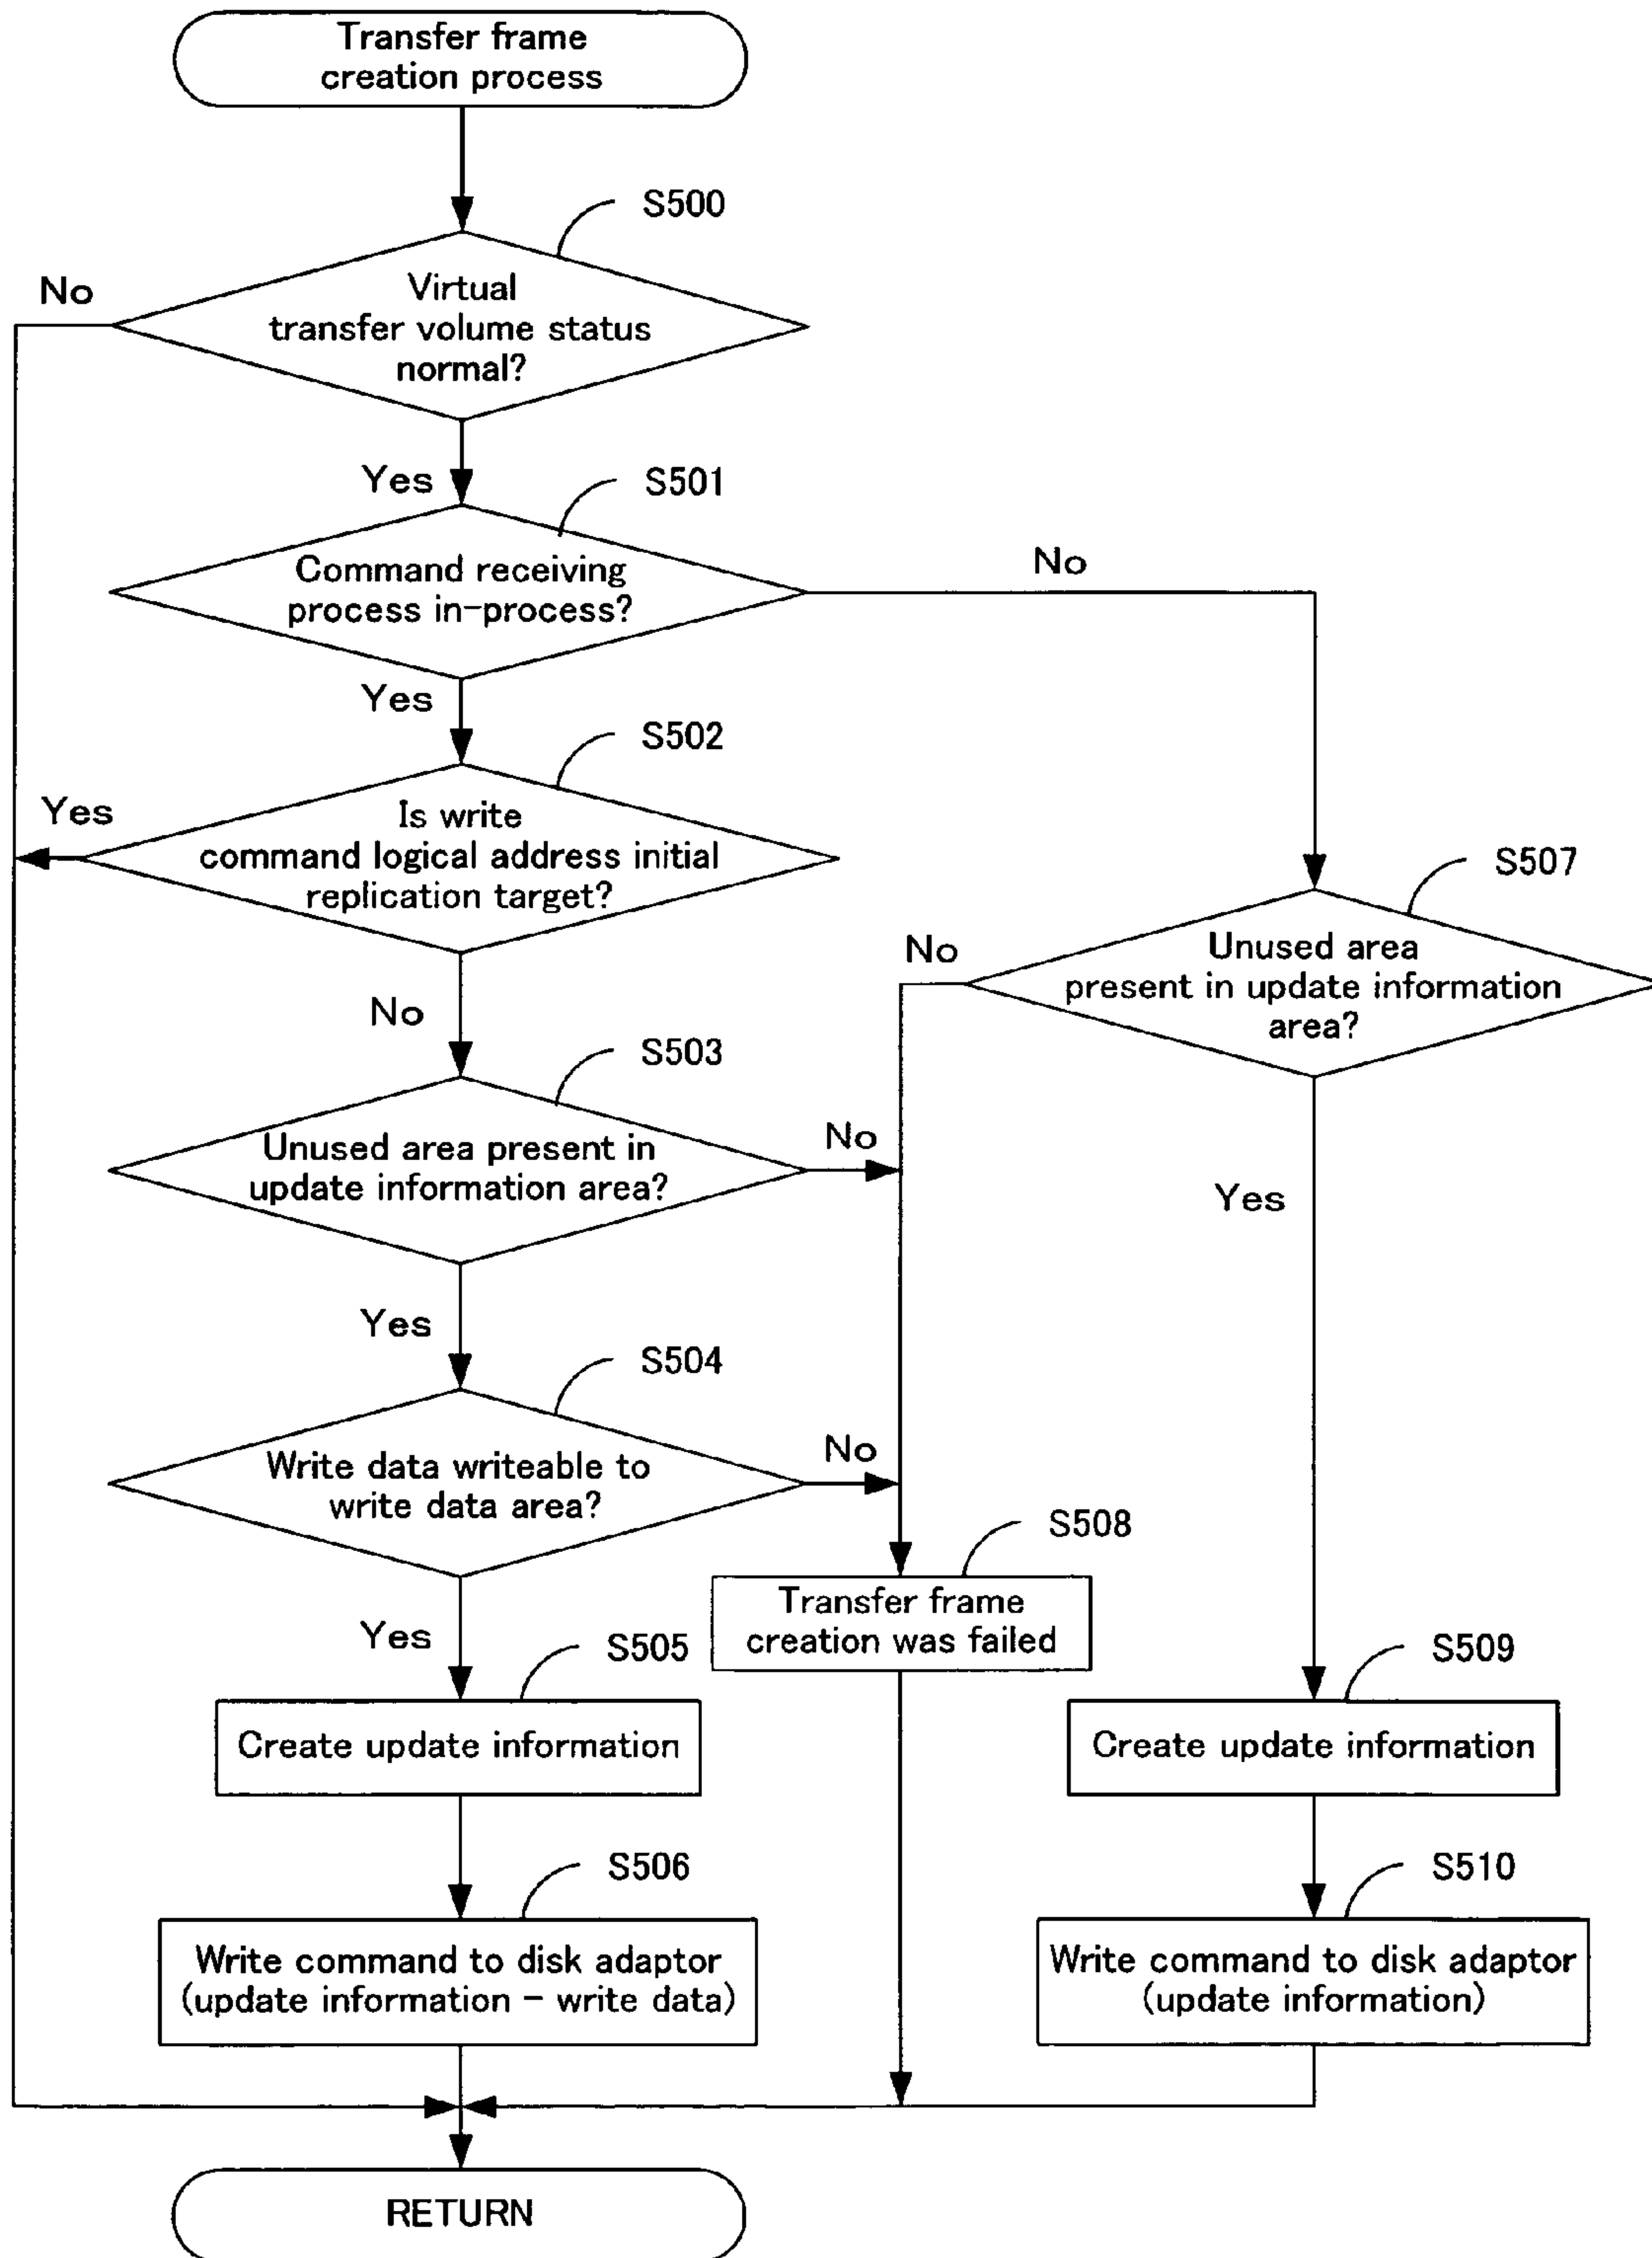 Transfer frame
creation process
S500
No
Virtual
transfer volume status
normal?
Yes
S501
Command receiving
process in-process?
No
Yes
S502
Yes
Is write
command logical address initial
replication target?
No
S507
No
Unused area
present in update information
area?
S503
Unused area present in
update information area?
No
Yes
Yes
S504
Write data writeable to
write data area?
No
S508
Transfer frame
creation was failed
Yes
S505
Create update information
S509
Create update information
S506
Write command to disk adaptor
(update information - write data)
S510
Write command to disk adaptor
(update information)
RETURN